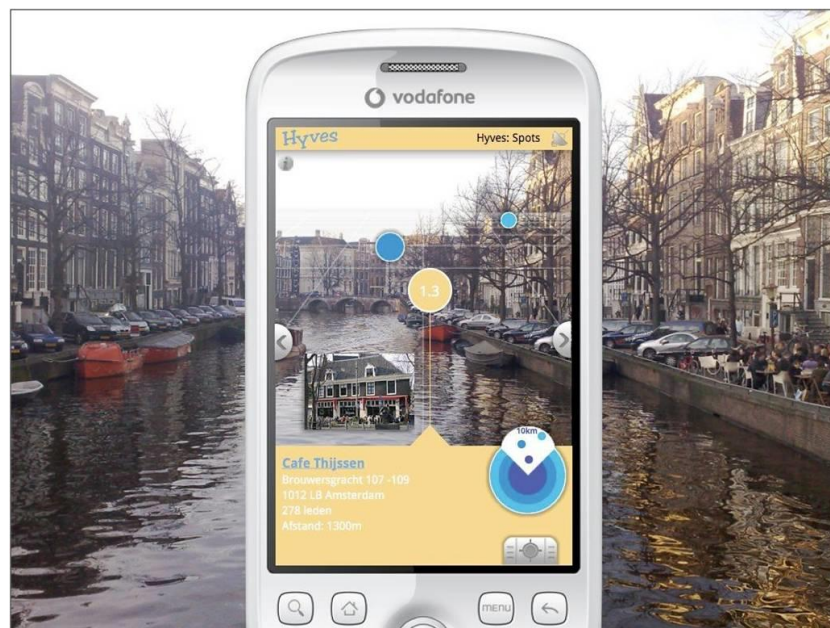 vodafone
Hyves
Hyves: Spots
i
1.3
10km
Cafe Thijssen
Brouwersgracht 107 -109
1012 LB Amsterdam
278 leden
Afstand: 1300m
MENU